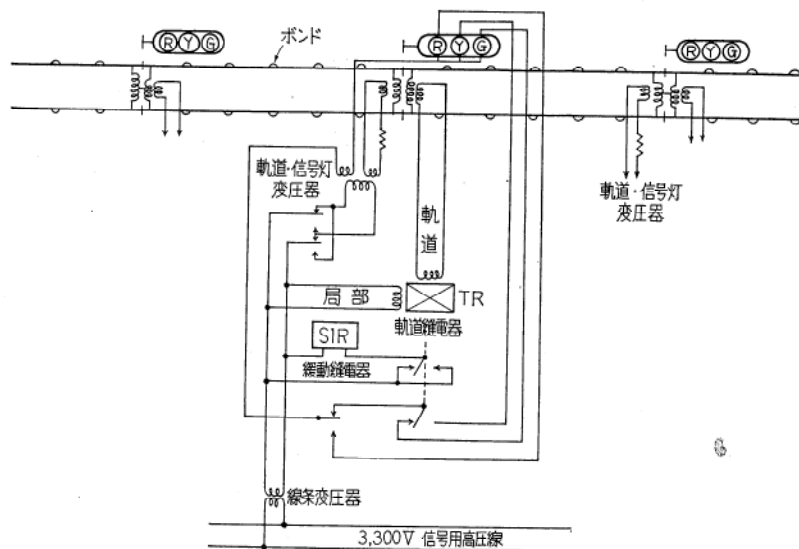 ボンド
R Y G
R Y G
R Y G
軌道・信号灯
変圧器
軌道・信号灯
変圧器
軌道
局部
TR
軌道継電器
S1R
緩動継電器
線条変圧器
3,300V 信号用高圧線